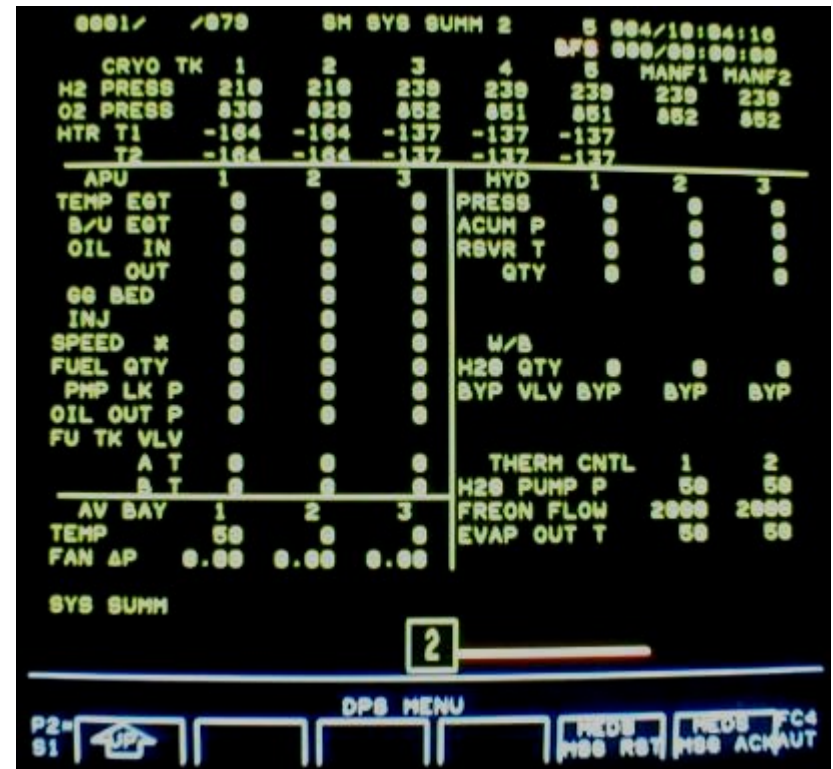 0001/ /079 SM SYS SUMM 2 5 004/10:04:16
BFS 000/00:00:00
CRYO TK 1 2 3 4 5 MANF1 MANF2
H2 PRESS 210 210 239 239 239 239 239
O2 PRESS 830 829 852 851 851 852 852
HTR T1 -164 -164 -137 -137 -137
T2 -164 -164 -137 -137 -137
APU 1 2 3 HYD 1 2 3
TEMP EGT 0 0 0 PRESS 0 0 0
B/U EGT 0 0 0 ACUM P 0 0 0
OIL IN 0 0 0 RSVR T 0 0 0
OUT 0 0 0 QTY 0 0 0
GG BED 0 0 0
INJ 0 0 0
SPEED % 0 0 0 W/B
FUEL QTY 0 0 0 H20 QTY 0 0 0
PMP LK P 0 0 0 BYP VLV BYP BYP BYP
OIL OUT P 0 0 0
FU TK VLV
A T 0 0 0 THERM CNTL 1 2
B T 0 0 0 H20 PUMP P 50 50
AV BAY 1 2 3 FREON FLOW 2000 2000
TEMP 50 0 0 EVAP OUT T 50 50
FAN ΔP 0.00 0.00 0.00
SYS SUMM
2
DPS MENU
P2= UP MEDS MEDS FC4
S1 MSG RST MSG ACK AUT